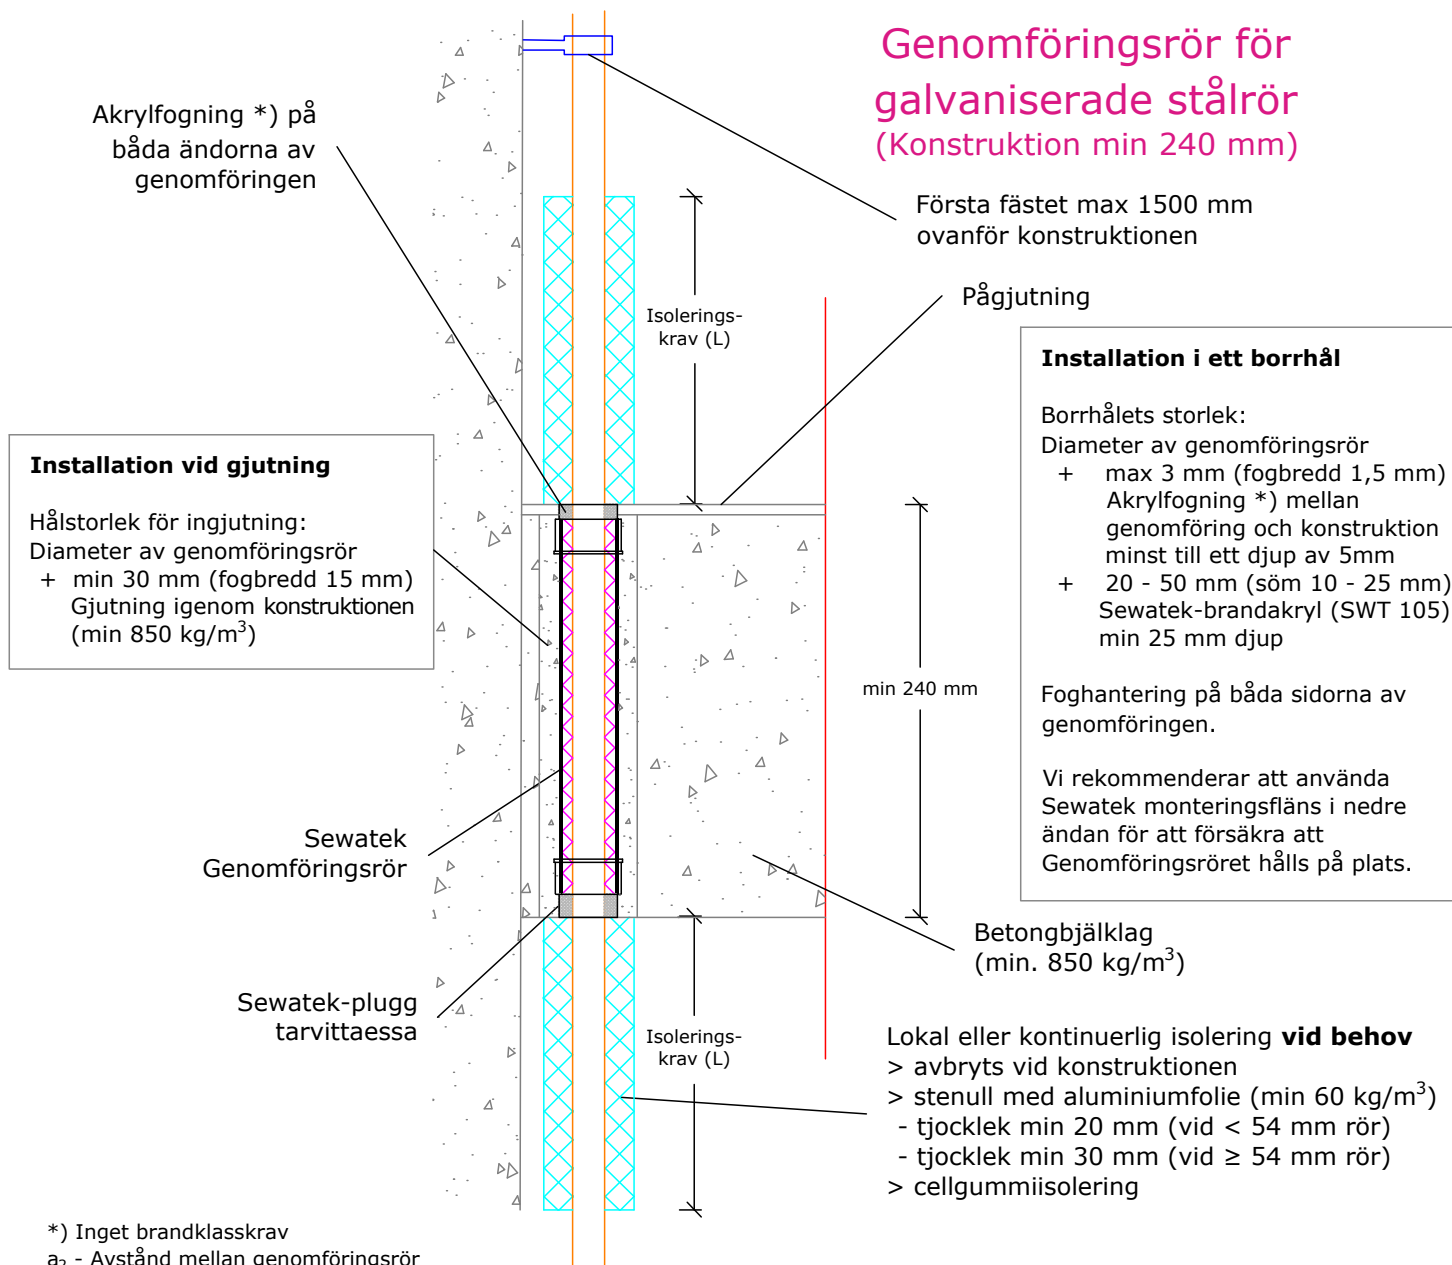 Genomföringsrör för
galvaniserade stålrör
(Konstruktion min 240 mm)
Akrylfogning *) på
båda ändorna av
genomföringen
Första fästet max 1500 mm
ovanför konstruktionen
Pågjutning
Isolerings-
krav (L)
Installation i ett borrhål
Borrhålets storlek:
Diameter av genomföringsrör
+ max 3 mm (fogbredd 1,5 mm)
Akrylfogning *) mellan
genomföring och konstruktion
minst till ett djup av 5mm
+ 20 - 50 mm (söm 10 - 25 mm)
Sewatek-brandakryl (SWT 105)
min 25 mm djup
Foghantering på båda sidorna av
genomföringen.
Vi rekommenderar att använda
Sewatek monteringsfläns i nedre
ändan för att försäkra att
Genomföringsröret hålls på plats.
Installation vid gjutning
Hålstorlek för ingjutning:
Diameter av genomföringsrör
+ min 30 mm (fogbredd 15 mm)
Gjutning igenom konstruktionen
(min 850 kg/m³)
min 240 mm
Sewatek
Genomföringsrör
Betongbjälklag
(min. 850 kg/m³)
Sewatek-plugg
tarvittaessa
Isolerings-
krav (L)
Lokal eller kontinuerlig isolering vid behov
> avbryts vid konstruktionen
> stenull med aluminiumfolie (min 60 kg/m³)
- tjocklek min 20 mm (vid < 54 mm rör)
- tjocklek min 30 mm (vid ≥ 54 mm rör)
> cellgummiisolering
*) Inget brandklasskrav
a₂ - Avstånd mellan genomföringsrör